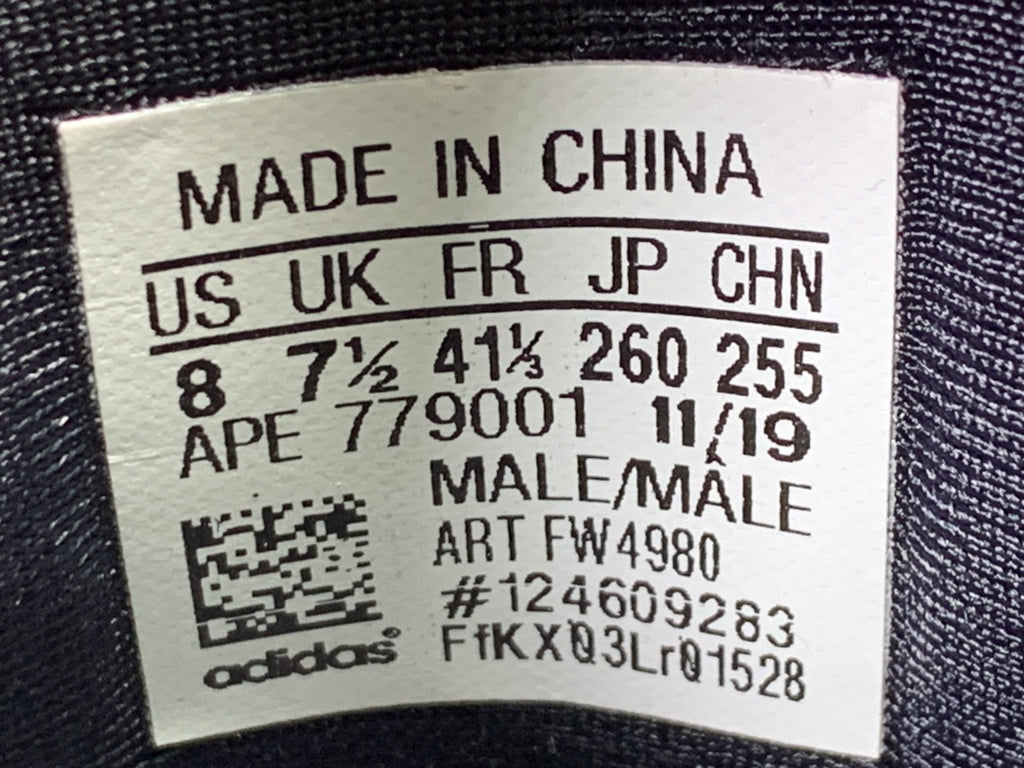 MADE IN CHINA
US UK FR JP CHN
8 7½ 41⅓ 260 255
APE 779001 11/19
MALE/MÂLE
ART FW4980
#124609283
FfKXQ3LrQ1528
adidas®